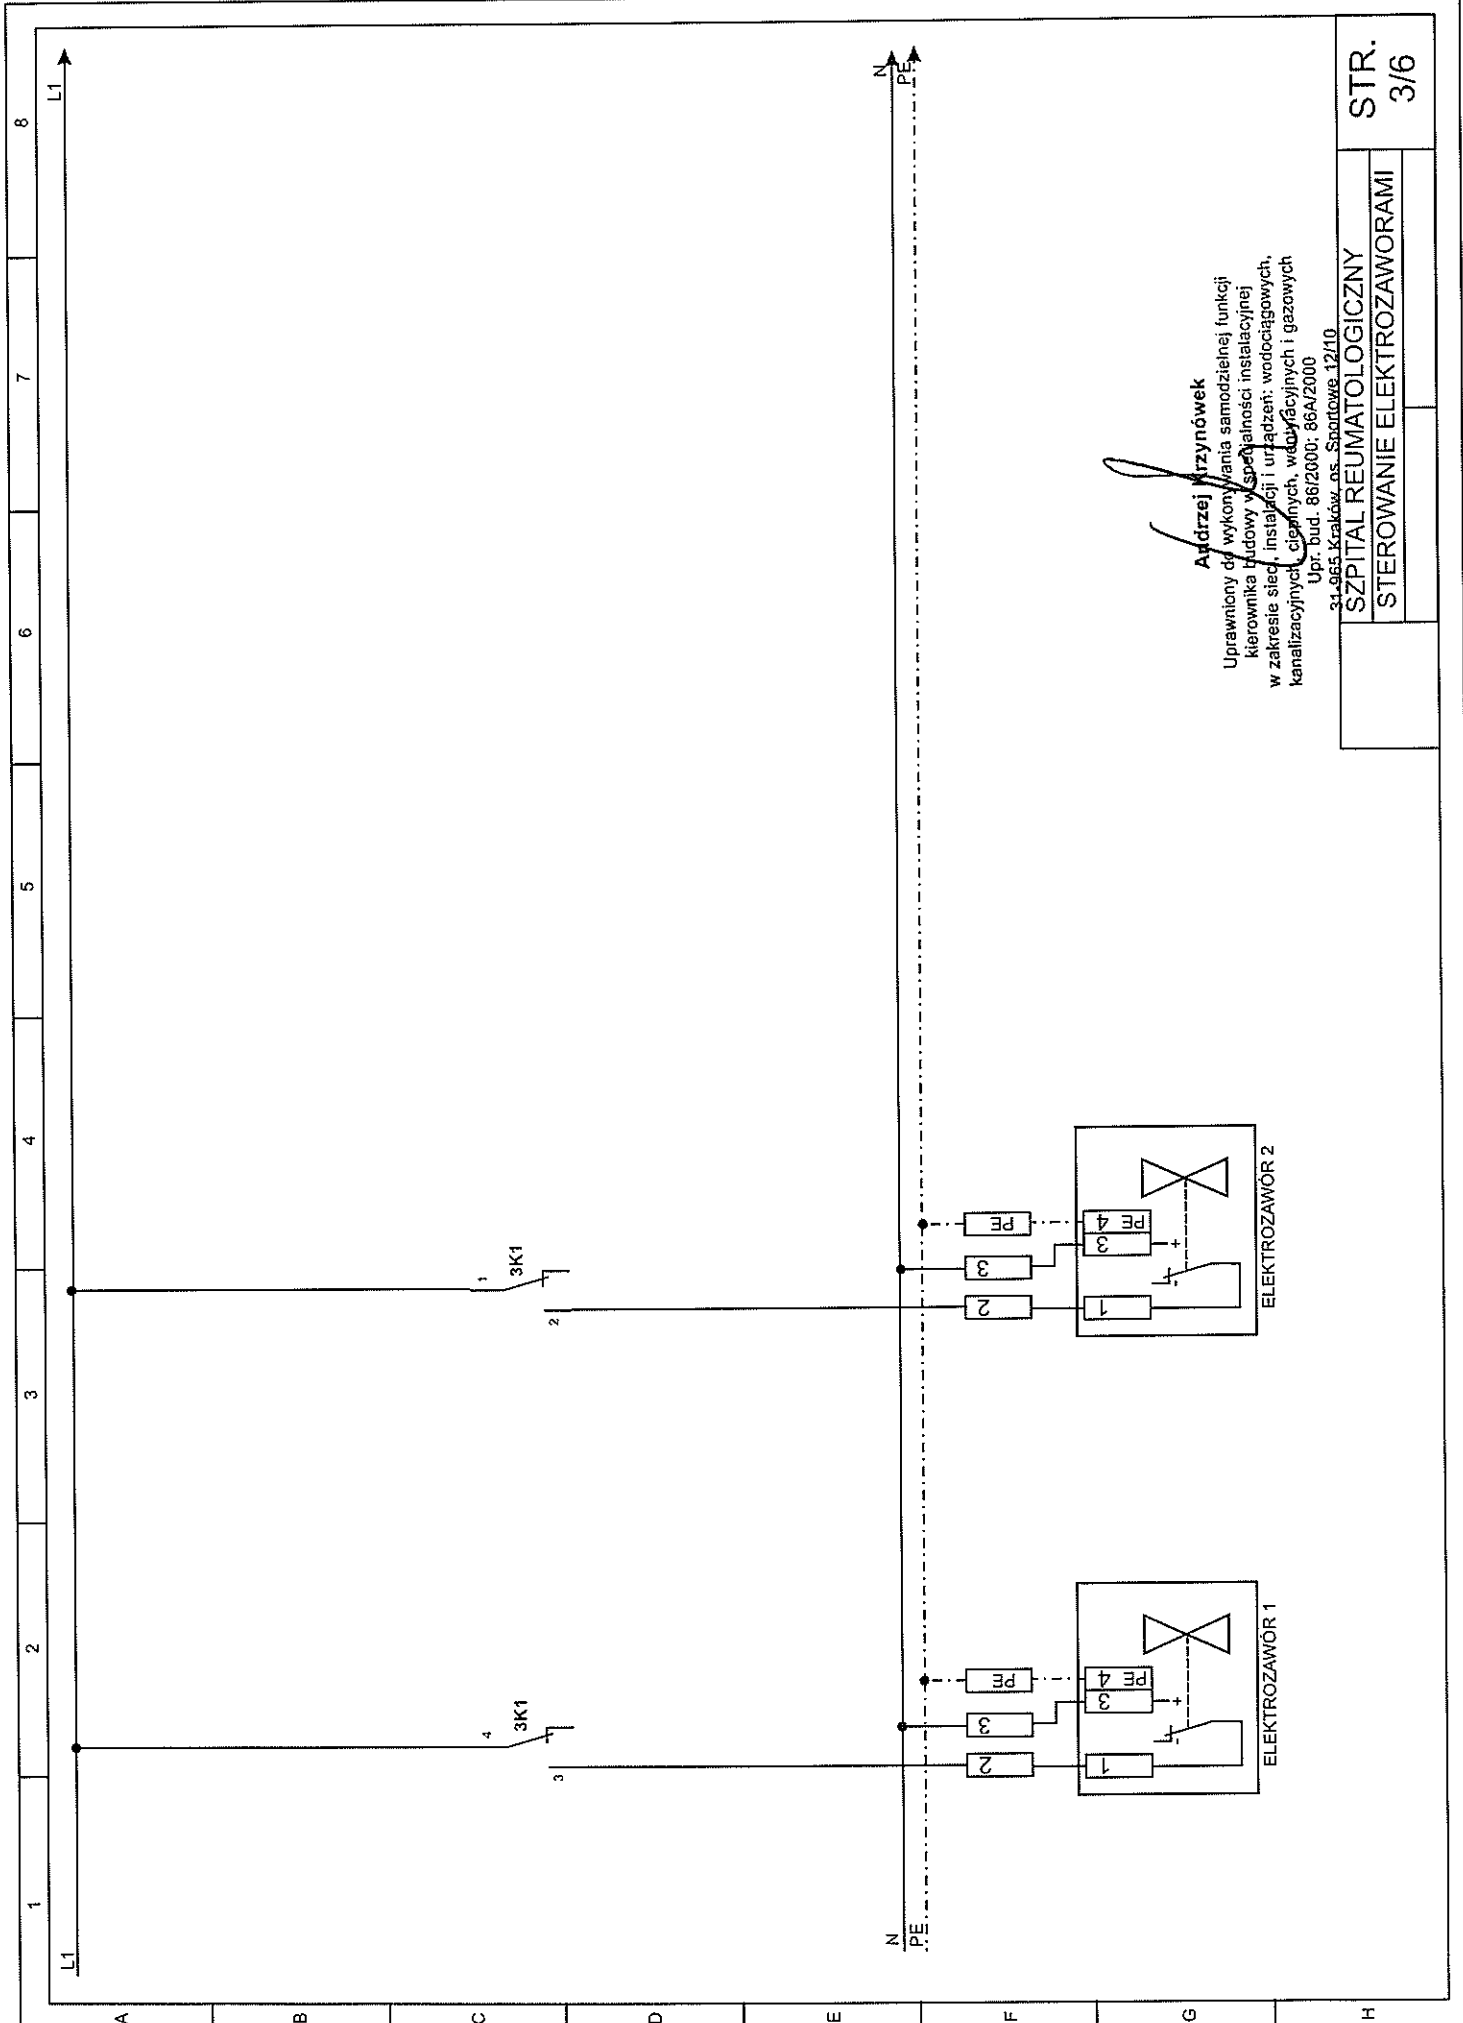 1
2
3
4
5
6
7
8
A
B
C
D
E
F
G
H
L1
L1
4
3K1
3
1
3K1
2
N
PE
N
PE
2
3
PE
1
3
PE 4
ELEKTROZAWÓR 1
2
3
PE
1
3
PE 4
ELEKTROZAWÓR 2
Andrzej Krzynówek
Uprawniony do wykonywania samodzielnej funkcji
kierownika budowy w specjalności instalacyjnej
w zakresie sieci, instalacji i urządzeń: wodociągowych,
kanalizacyjnych, cieplnych, wentylacyjnych i gazowych
Upr. bud. 86/2000; 86A/2000
31-965 Kraków, os. Sportowe 12/10
SZPITAL REUMATOLOGICZNY
STEROWANIE ELEKTROZAWORAMI
STR.
3/6